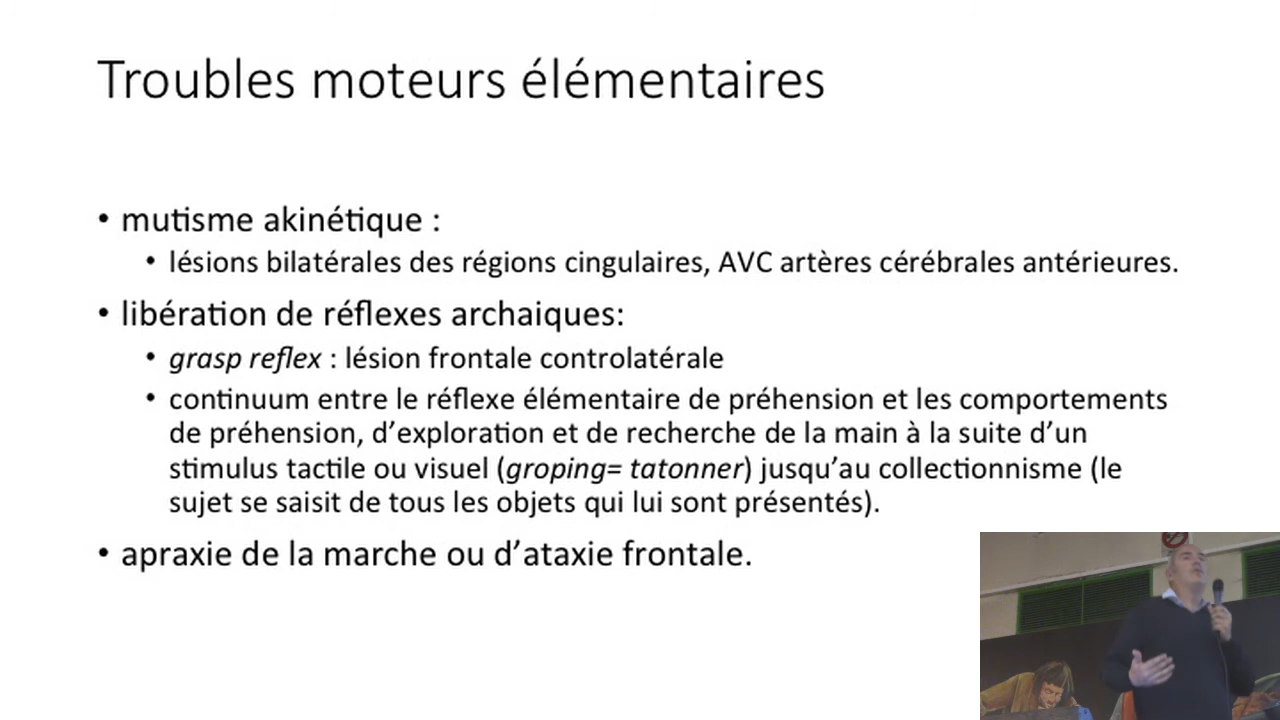 Troubles moteurs élémentaires
• mutisme akinétique :
• lésions bilatérales des régions cingulaires, AVC artères cérébrales antérieures.
• libération de réflexes archaiques:
• grasp reflex : lésion frontale controlatérale
• continuum entre le réflexe élémentaire de préhension et les comportements
de préhension, d’exploration et de recherche de la main à la suite d’un
stimulus tactile ou visuel (groping= tatonner) jusqu’au collectionnisme (le
sujet se saisit de tous les objets qui lui sont présentés).
• apraxie de la marche ou d’ataxie frontale.